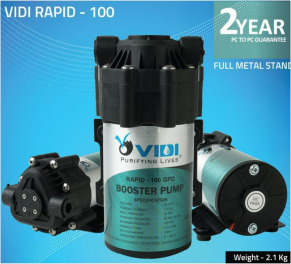 VIDI RAPID - 100
2 YEAR
PC TO PC GUARANTEE
FULL METAL STAND
VIDI
PURIFYING LIVES
RAPID - 100 GPD
BOOSTER PUMP
SPECIFICATION
Weight - 2.1 Kg